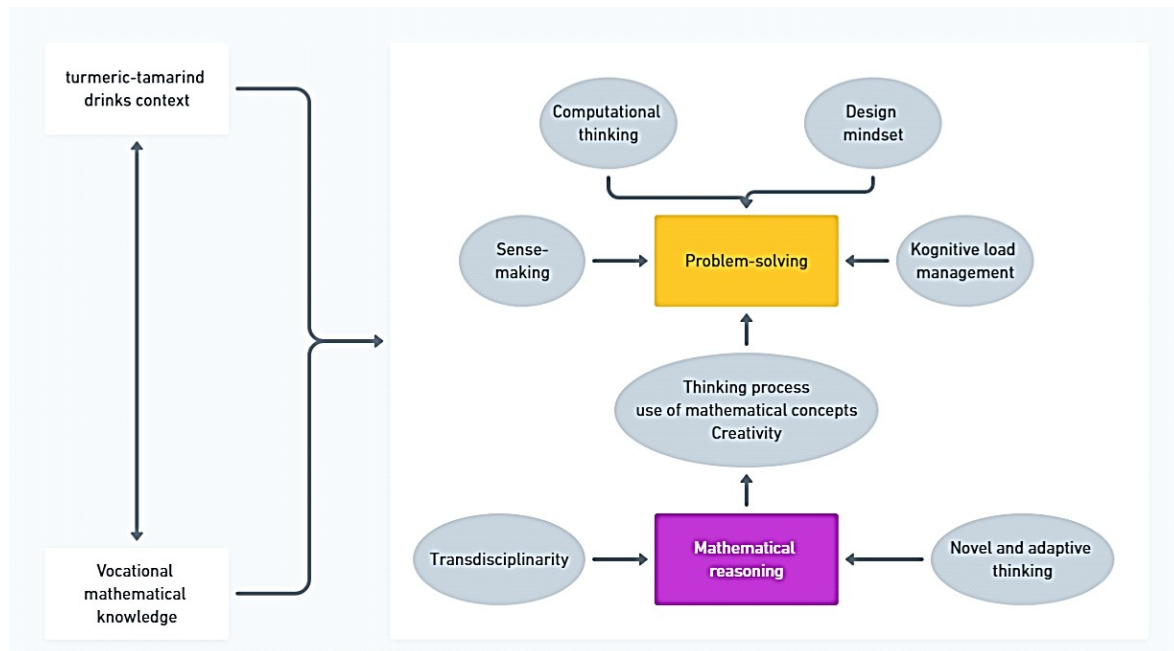 turmeric-tamarind
drinks context
Vocational
mathematical
knowledge
Computational
thinking
Design
mindset
Sense-
making
Problem-solving
Kognitive load
management
Thinking process
use of mathematical concepts
Creativity
Transdisciplinarity
Mathematical
reasoning
Novel and adaptive
thinking